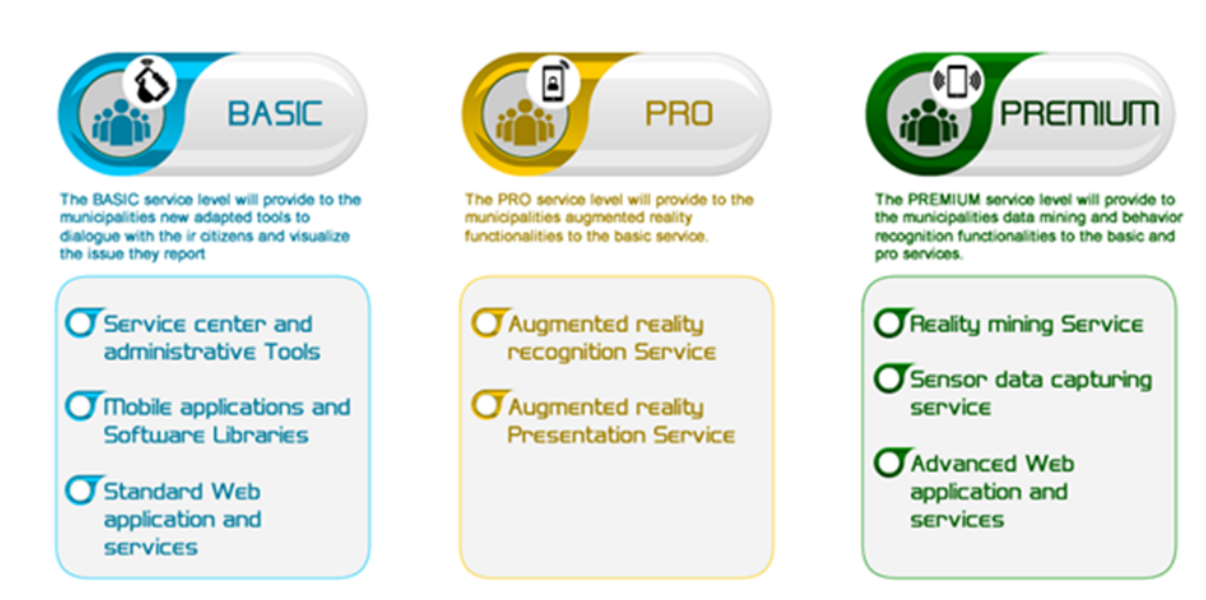 BASIC
The BASIC service level will provide to the
municipalities new adapted tools to
dialogue with the ir citizens and visualize
the issue they report
Service center and
administrative Tools
Mobile applications and
Software Libraries
Standard Web
application and
services
PRO
The PRO service level will provide to the
municipalities augmented reality
functionalities to the basic service.
Augmented reality
recognition Service
Augmented reality
Presentation Service
PREMIUM
The PREMIUM service level will provide to
the municipalities data mining and behavior
recognition functionalities to the basic and
pro services.
Reality mining Service
Sensor data capturing
service
Advanced Web
application and
services